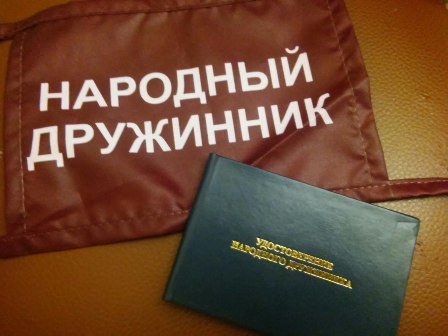 НАРОДНЫЙ
ДРУЖИННИК
УДОСТОВЕРЕНИЕ
НАРОДНОГО ДРУЖИННИКА